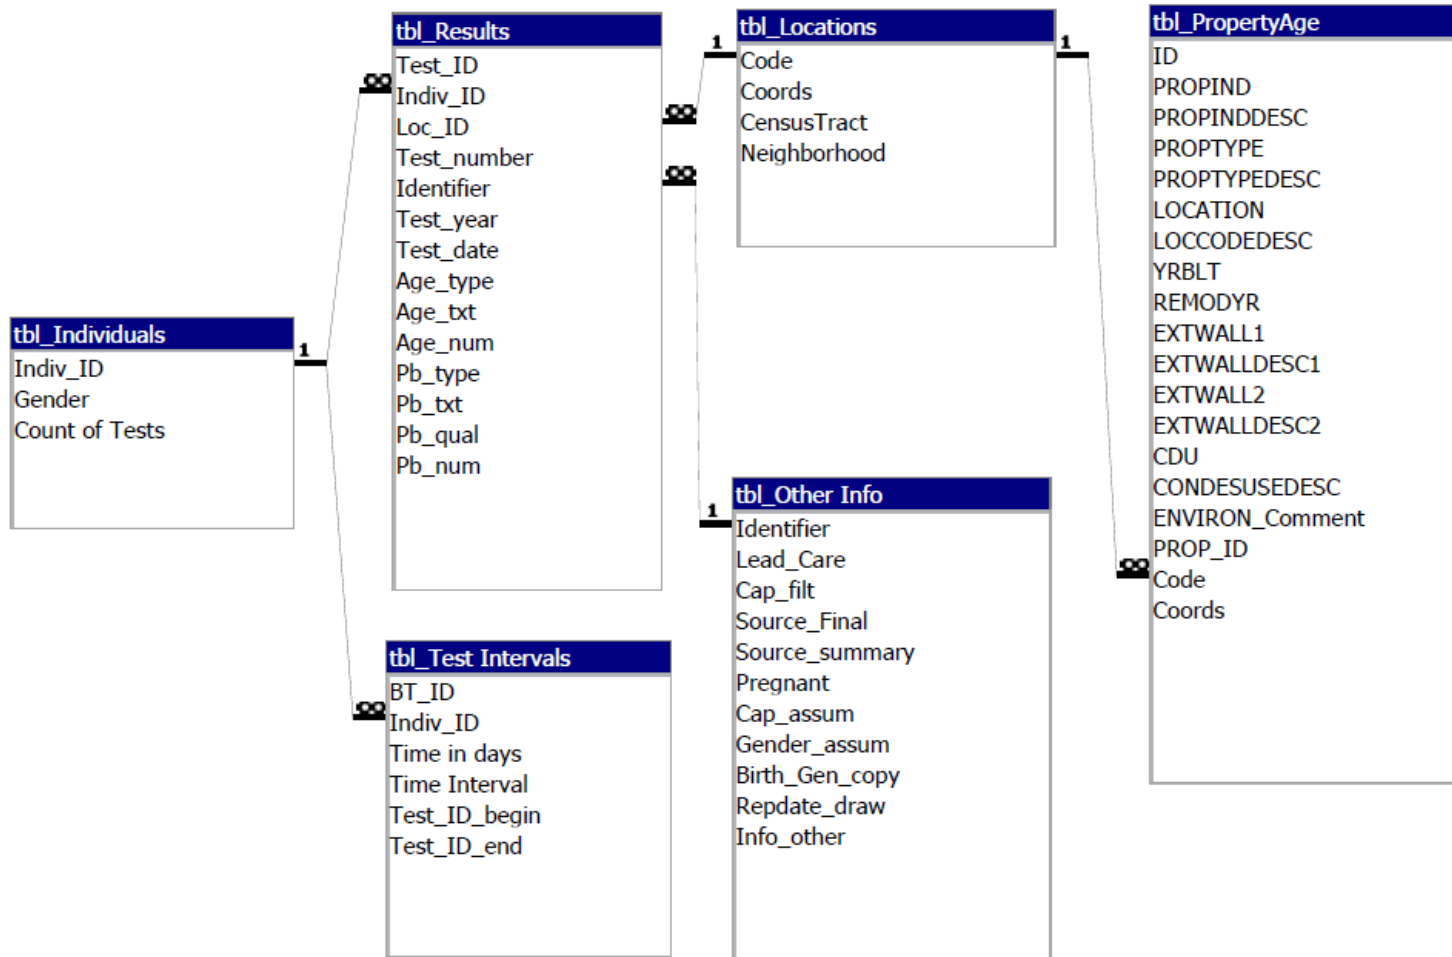 tbl_Results
Test_ID
Indiv_ID
Loc_ID
Test_number
Identifier
Test_year
Test_date
Age_type
Age_txt
Age_num
Pb_type
Pb_txt
Pb_qual
Pb_num
tbl_Locations
Code
Coords
CensusTract
Neighborhood
tbl_PropertyAge
ID
PROPIND
PROPINDDESC
PROPTYPE
PROPTYPEDESC
LOCATION
LOCCODEDESC
YRBLT
REMODYR
EXTWALL1
EXTWALLDESC1
EXTWALL2
EXTWALLDESC2
CDU
CONDESUSEDESC
ENVIRON_Comment
PROP_ID
Code
Coords
tbl_Individuals
Indiv_ID
Gender
Count of Tests
tbl_Other Info
Identifier
Lead_Care
Cap_filt
Source_Final
Source_summary
Pregnant
Cap_assum
Gender_assum
Birth_Gen_copy
Repdate_draw
Info_other
tbl_Test Intervals
BT_ID
Indiv_ID
Time in days
Time Interval
Test_ID_begin
Test_ID_end
1
∞
∞
1
∞
∞
1
1
∞